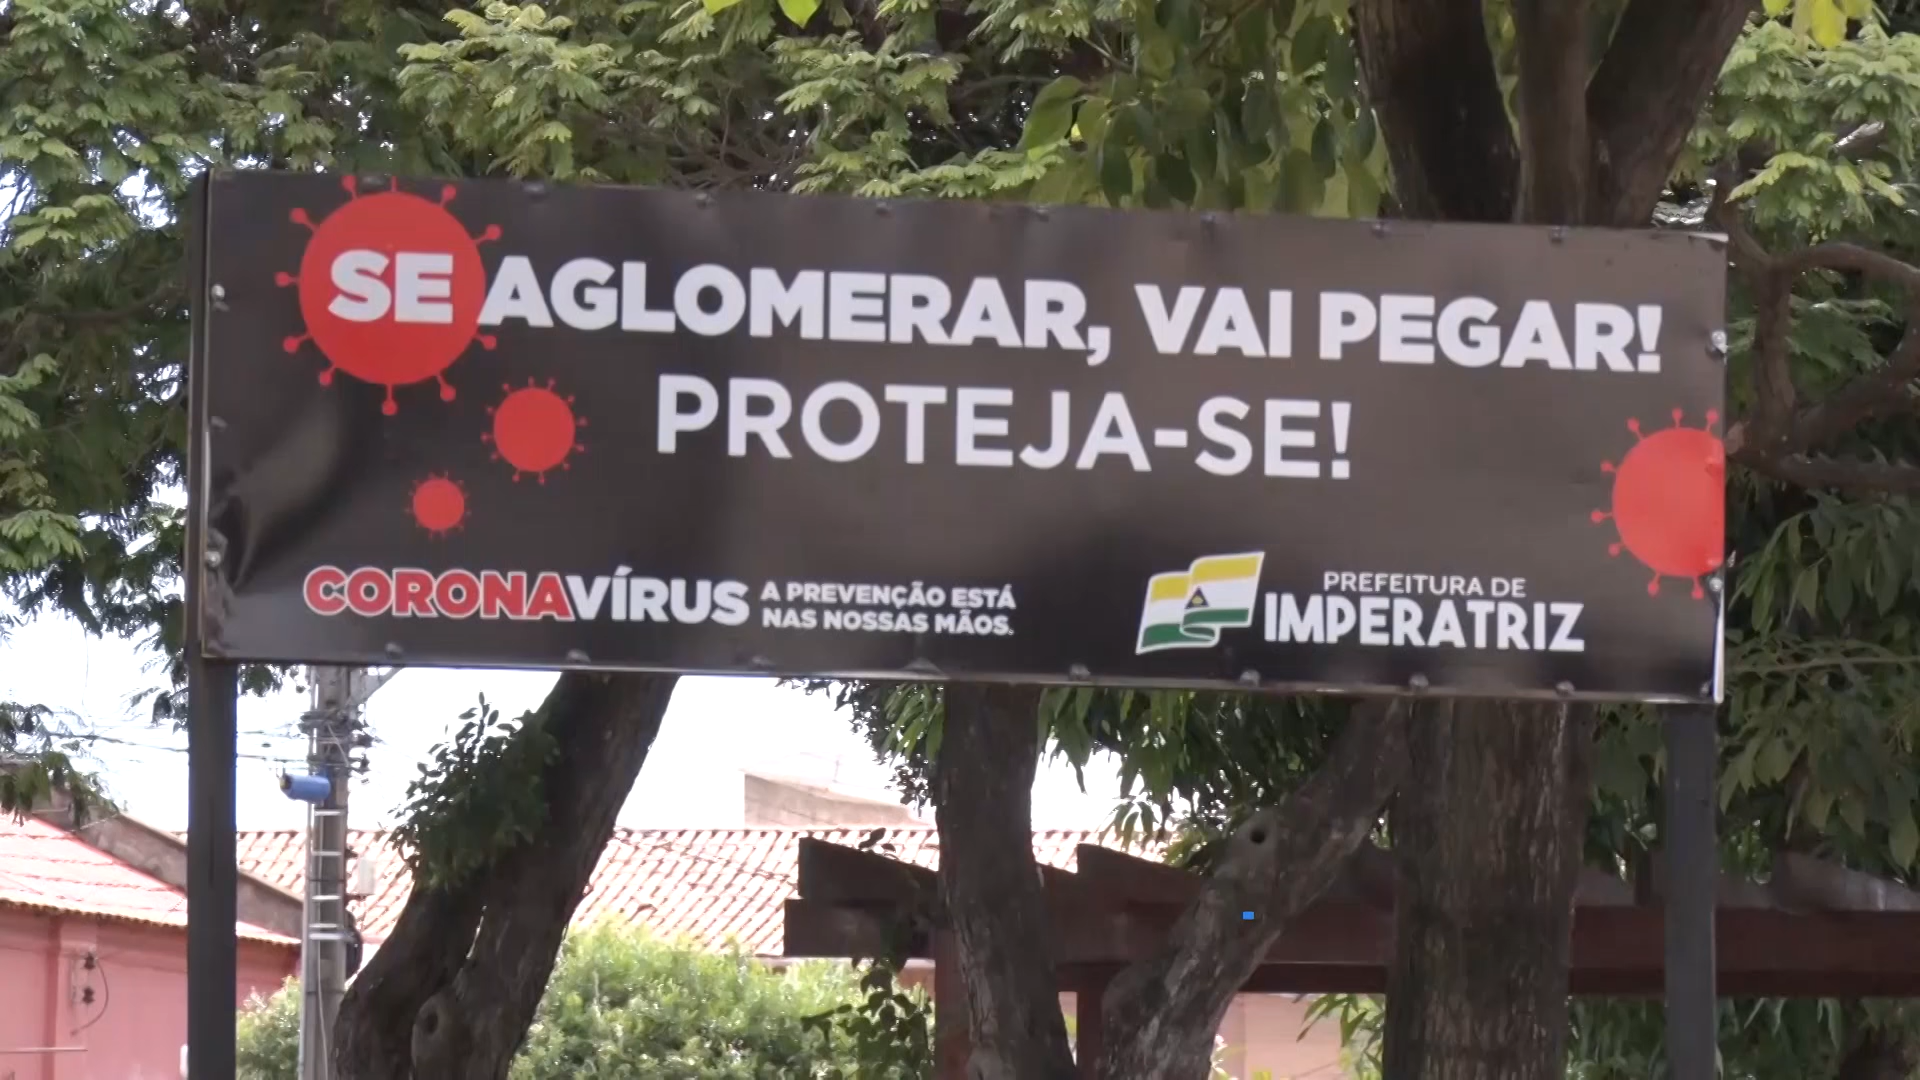 SE AGLOMERAR, VAI PEGAR!
PROTEJA-SE!
CORONAVÍRUS A PREVENÇÃO ESTÁ
NAS NOSSAS MÃOS.
PREFEITURA DE
IMPERATRIZ